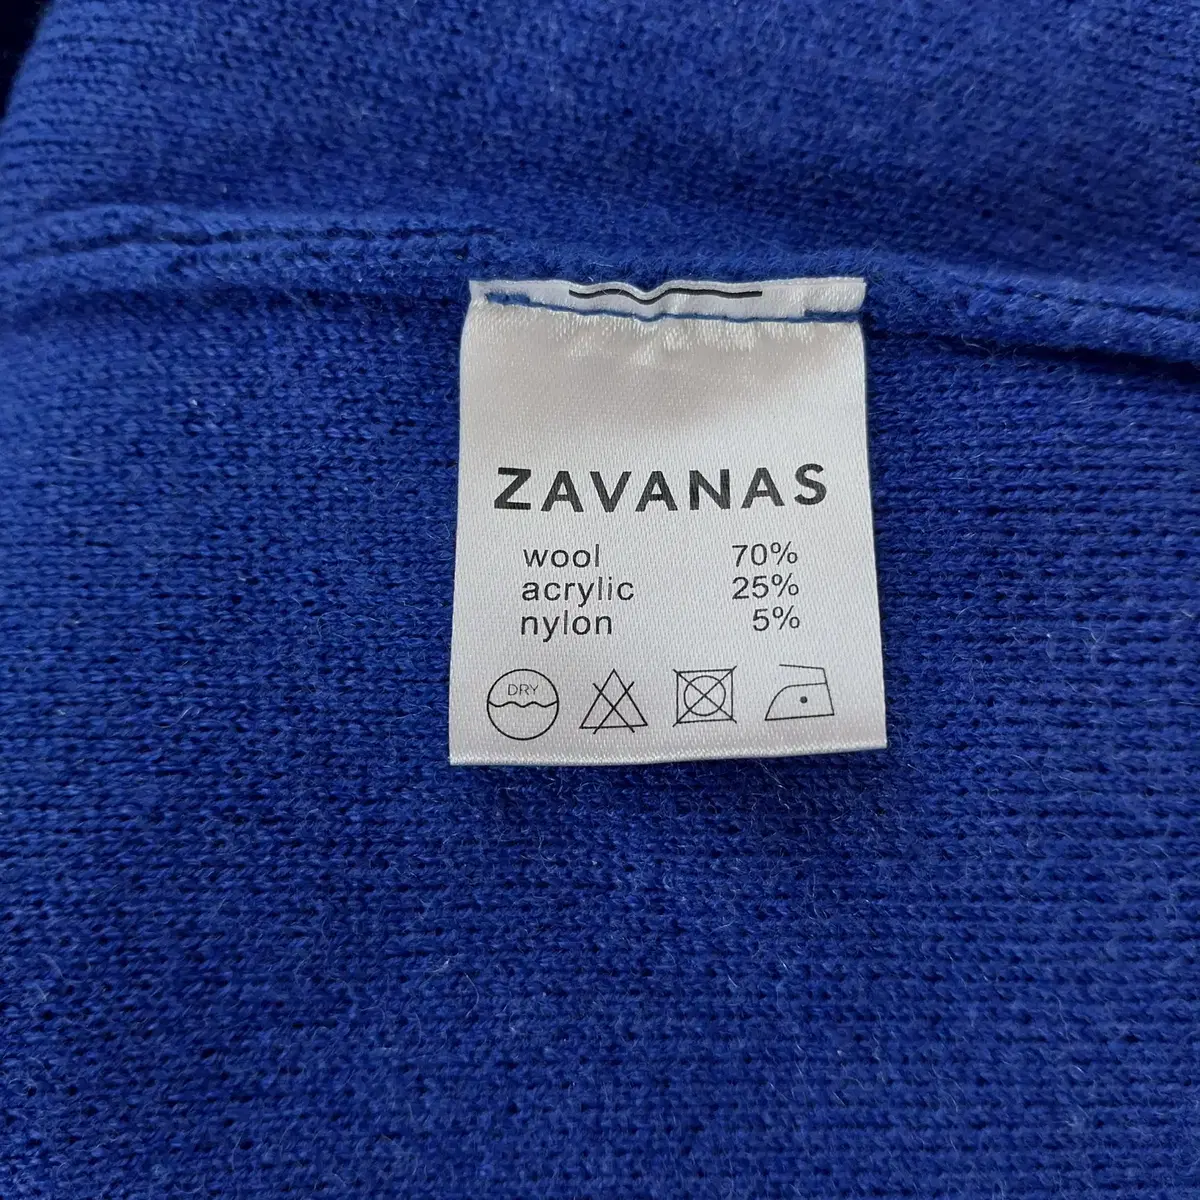 ZAVANAS
wool 70%
acrylic 25%
nylon 5%
DRY